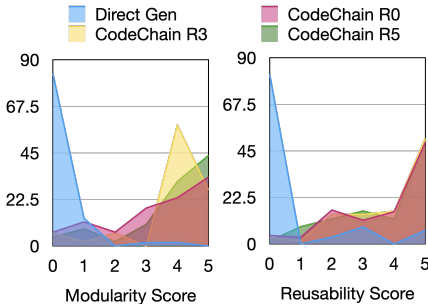 Direct Gen
CodeChain R0
CodeChain R3
CodeChain R5
90
67.5
45
22.5
0
0 1 2 3 4 5
Modularity Score
90
67.5
45
22.5
0
0 1 2 3 4 5
Reusability Score